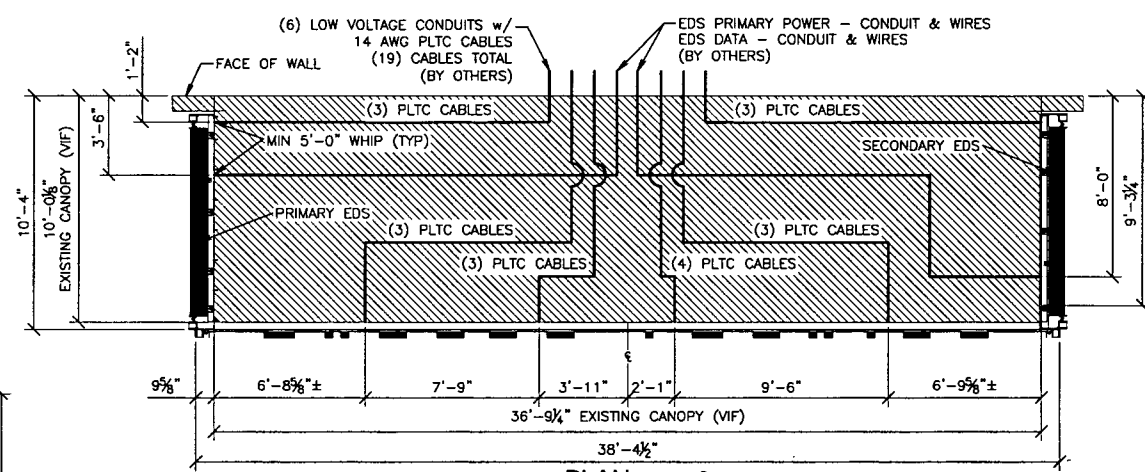 (6) LOW VOLTAGE CONDUITS w/
14 AWG PLTC CABLES
(19) CABLES TOTAL
(BY OTHERS)
EDS PRIMARY POWER - CONDUIT & WIRES
EDS DATA - CONDUIT & WIRES
(BY OTHERS)
1'-2"
FACE OF WALL
(3) PLTC CABLES
(3) PLTC CABLES
3'-6"
MIN 5'-0" WHIP (TYP)
SECONDARY EDS
10'-4"
10'-0⅛"
EXISTING CANOPY (VIF)
PRIMARY EDS
8'-0"
9'-3¼"
(3) PLTC CABLES
(3) PLTC CABLES
(3) PLTC CABLES
(4) PLTC CABLES
℄
9⅝"
6'-8⅝"±
7'-9"
3'-11"
2'-1"
9'-6"
6'-9⅝"±
36'-9¼" EXISTING CANOPY (VIF)
38'-4½"